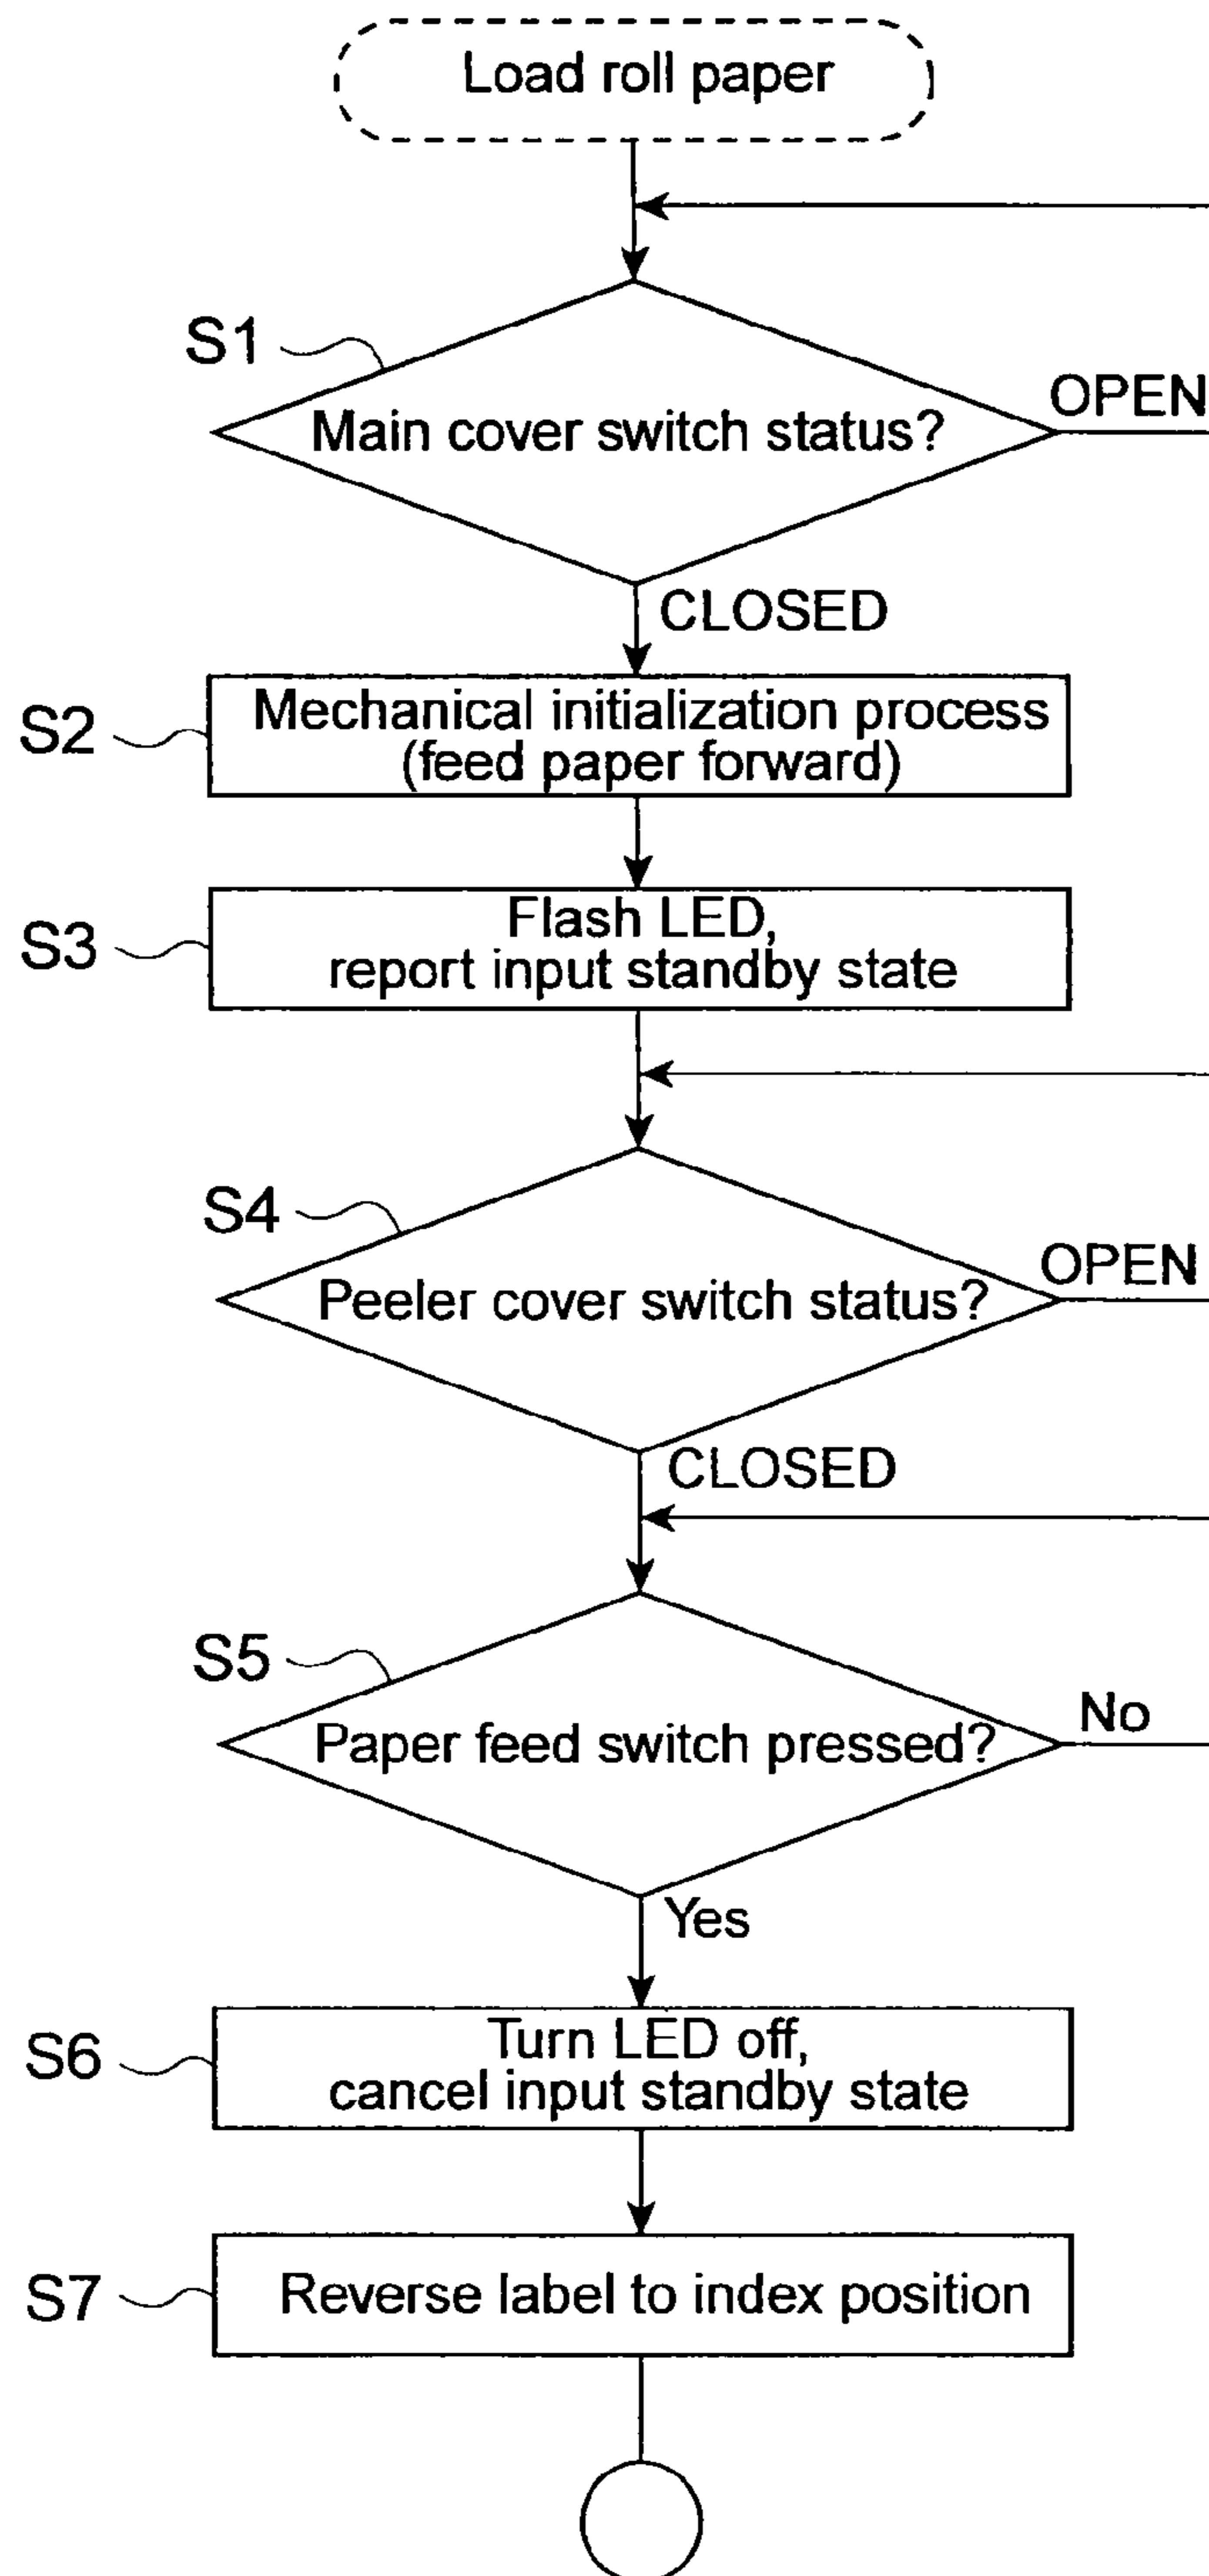 Load roll paper
S1
Main cover switch status?
OPEN
CLOSED
S2
Mechanical initialization process
(feed paper forward)
S3
Flash LED,
report input standby state
S4
Peeler cover switch status?
OPEN
CLOSED
S5
Paper feed switch pressed?
No
Yes
S6
Turn LED off,
cancel input standby state
S7
Reverse label to index position